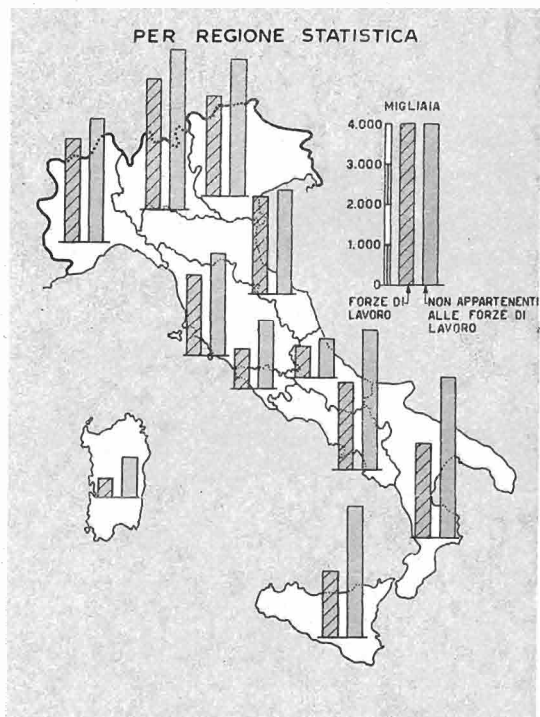 PER REGIONE STATISTICA
MIGLIAIA
4.000
3.000
2.000
1.000
0
FORZE DI
LAVORO
NON APPARTENENTI
ALLE FORZE DI
LAVORO